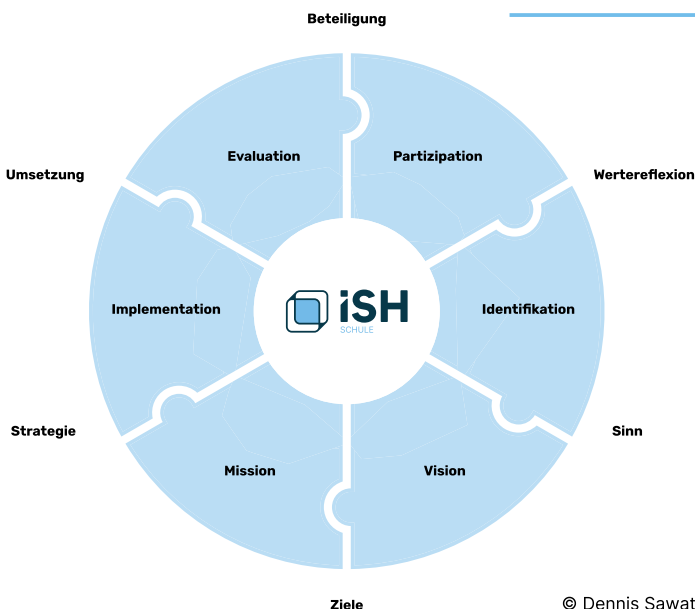 Beteiligung
Evaluation
Partizipation
Umsetzung
Wertereflexion
Implementation
iSH
SCHULE
Identifikation
Strategie
Sinn
Mission
Vision
Ziele
© Dennis Sawat